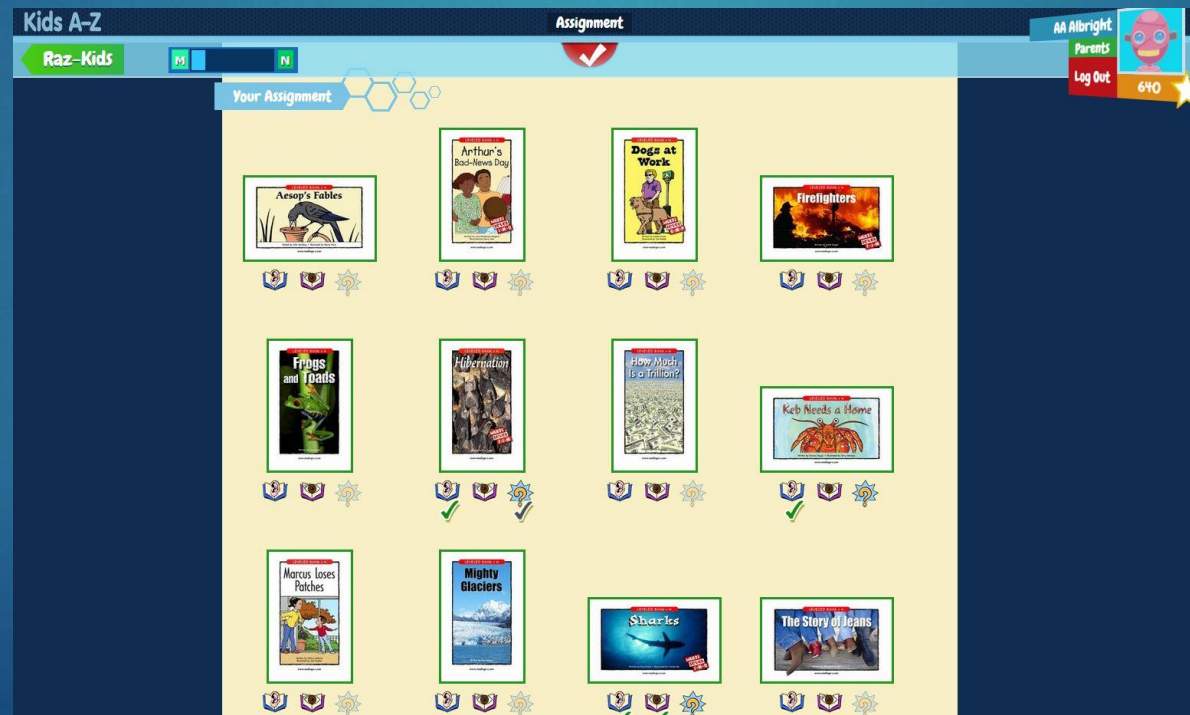 Kids A-Z
Assignment
AA Albright
Parents
Log Out
640
Raz-Kids
M
N
Your Assignment
Aesop's Fables
Arthur's
Bad-News Day
Dogs at
Work
Firefighters
Frogs
and Toads
Hibernation
How Much
Is a Trillion?
Keb Needs a Home
Marcus Loses
Patches
Mighty
Glaciers
Sharks
The Story of Jeans